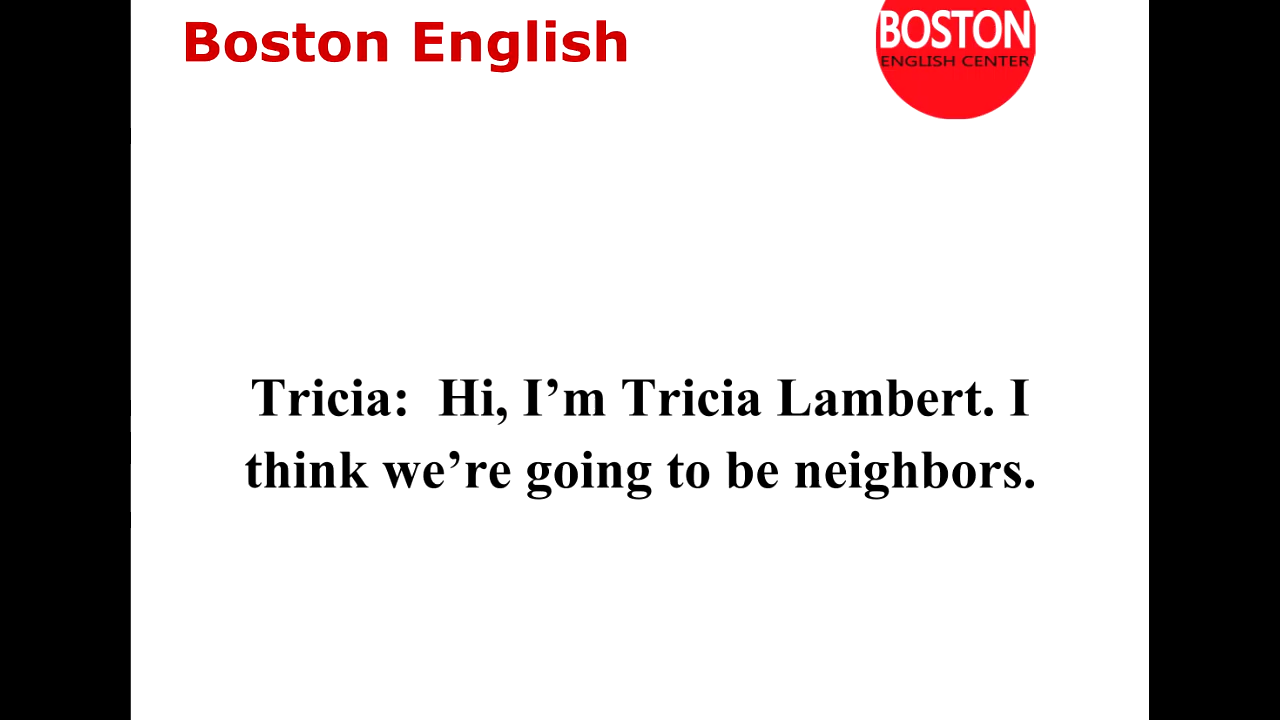 Boston English
BOSTON
ENGLISH CENTER
Tricia:  Hi, I’m Tricia Lambert. I
think we’re going to be neighbors.